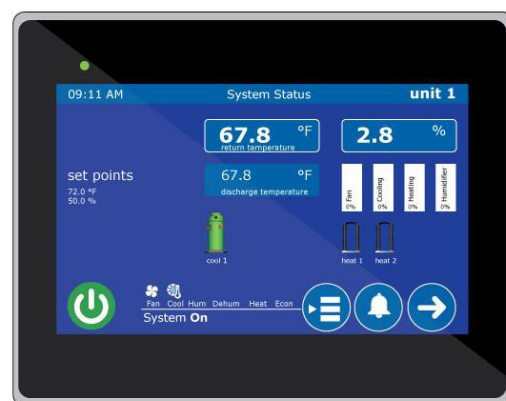 09:11 AM System Status unit 1
67.8 °F
return temperature
2.8 %
set points
72.0 °F
50.0 %
67.8 °F
discharge temperature
Fan 0%
Cooling 0%
Heating 0%
Humidifier 0%
cool 1
heat 1 heat 2
Fan Cool Hum Dehum Heat Econ
System On